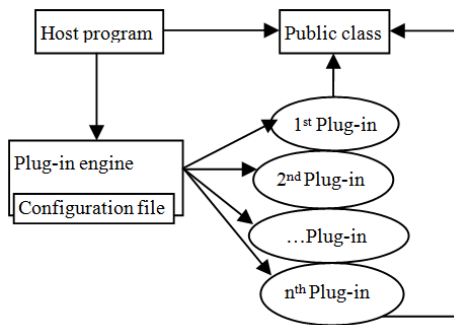 Host program
Public class
1st Plug-in
Plug-in engine
2nd Plug-in
Configuration file
...Plug-in
nth Plug-in